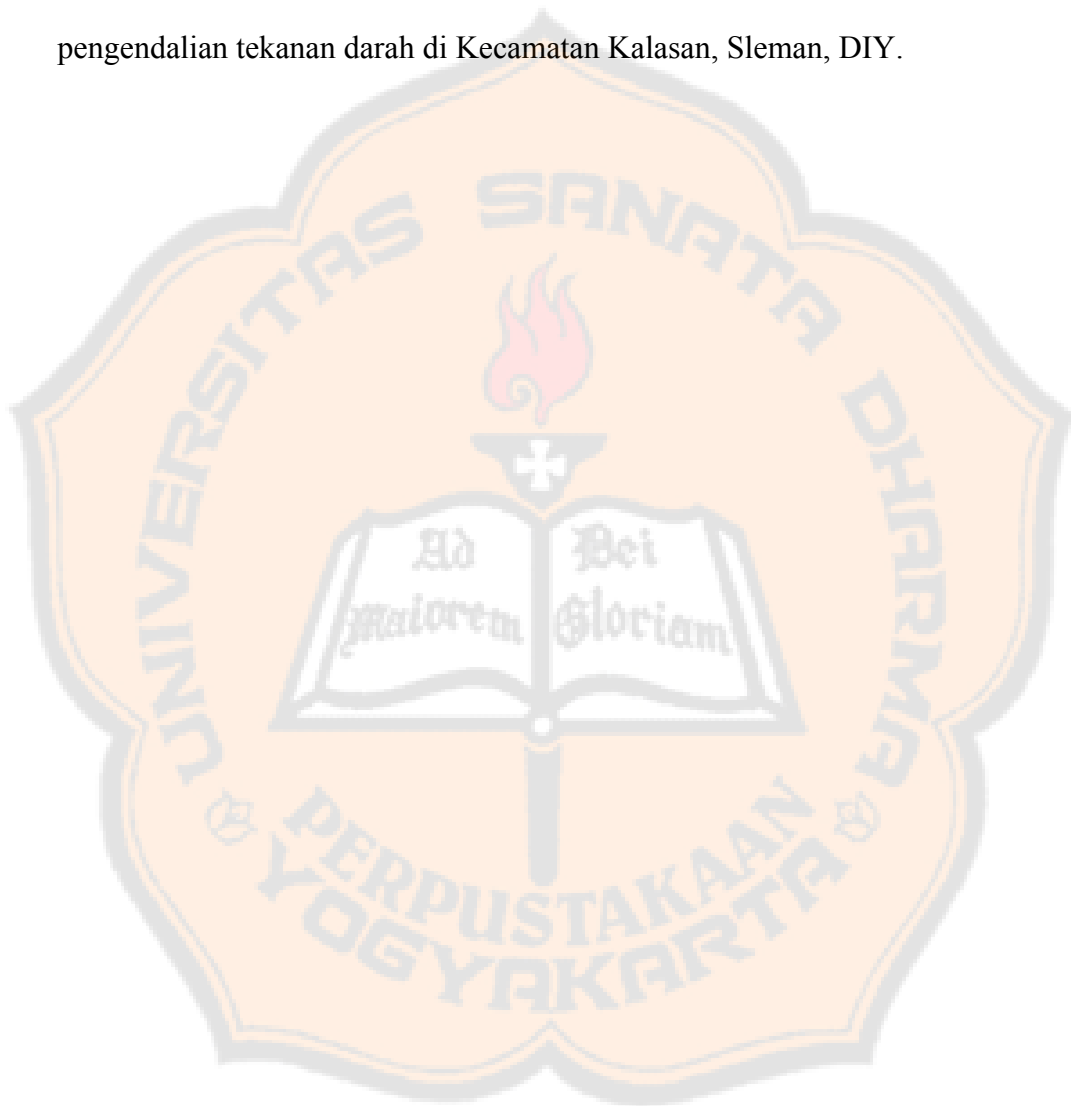 pengendalian tekanan darah di Kecamatan Kalasan, Sleman, DIY.
UNIVERSITAS SANATA DHARMA
Ad Dei
Maiorem Gloriam
PERPUSTAKAAN
YOGYAKARTA